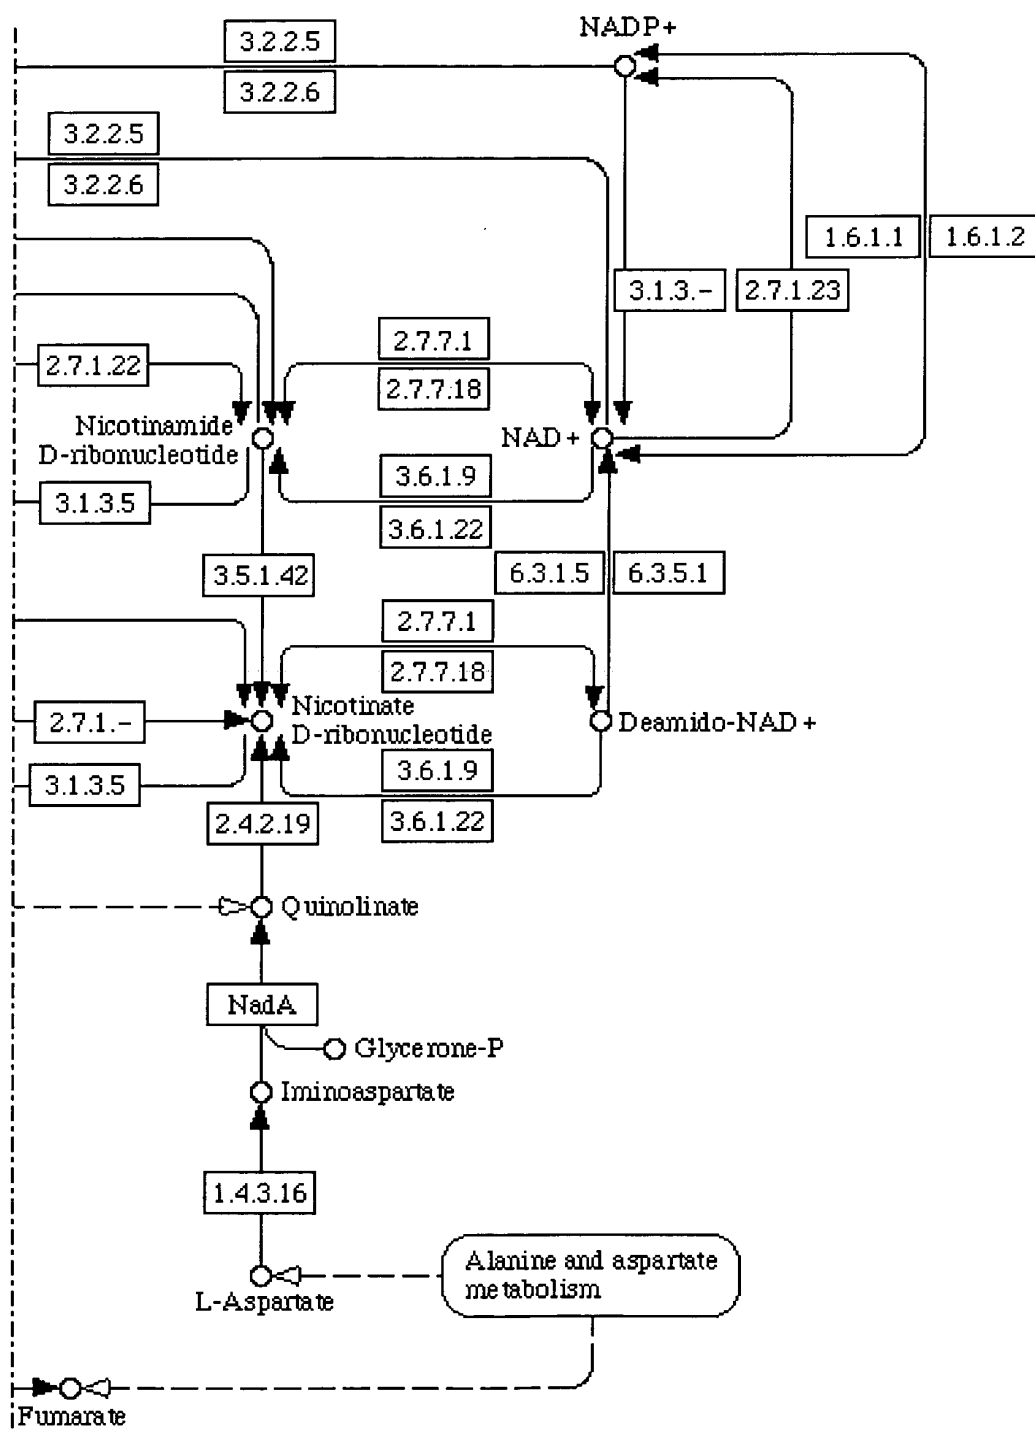 NADP+
3.2.2.5
3.2.2.6
3.2.2.5
3.2.2.6
1.6.1.1
1.6.1.2
3.1.3.-
2.7.1.23
2.7.7.1
2.7.1.22
2.7.7.18
Nicotinamide
D-ribonucleotide
NAD+
3.6.1.9
3.1.3.5
3.6.1.22
3.5.1.42
6.3.1.5
6.3.5.1
2.7.7.1
2.7.7.18
2.7.1.-
Nicotinate
D-ribonucleotide
Deamido-NAD+
3.6.1.9
3.1.3.5
3.6.1.22
2.4.2.19
Quinolinate
NadA
Glycerone-P
Iminoaspartate
1.4.3.16
Alanine and aspartate
metabolism
L-Aspartate
Fumarate